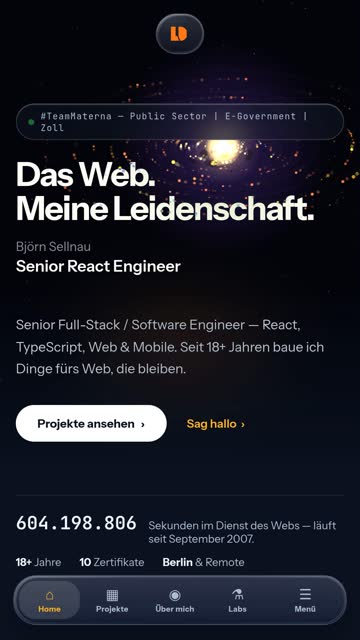 #TeamMaterna — Public Sector | E-Government |
Zoll
Das Web.
Meine Leidenschaft.
Björn Sellnau
Senior React Engineer
Senior Full-Stack / Software Engineer — React,
TypeScript, Web & Mobile. Seit 18+ Jahren baue ich
Dinge fürs Web, die bleiben.
Projekte ansehen ›
Sag hallo ›
604.198.806
Sekunden im Dienst des Webs — läuft
seit September 2007.
18+ Jahre
10 Zertifikate
Berlin & Remote
Home
Projekte
Über mich
Labs
Menü